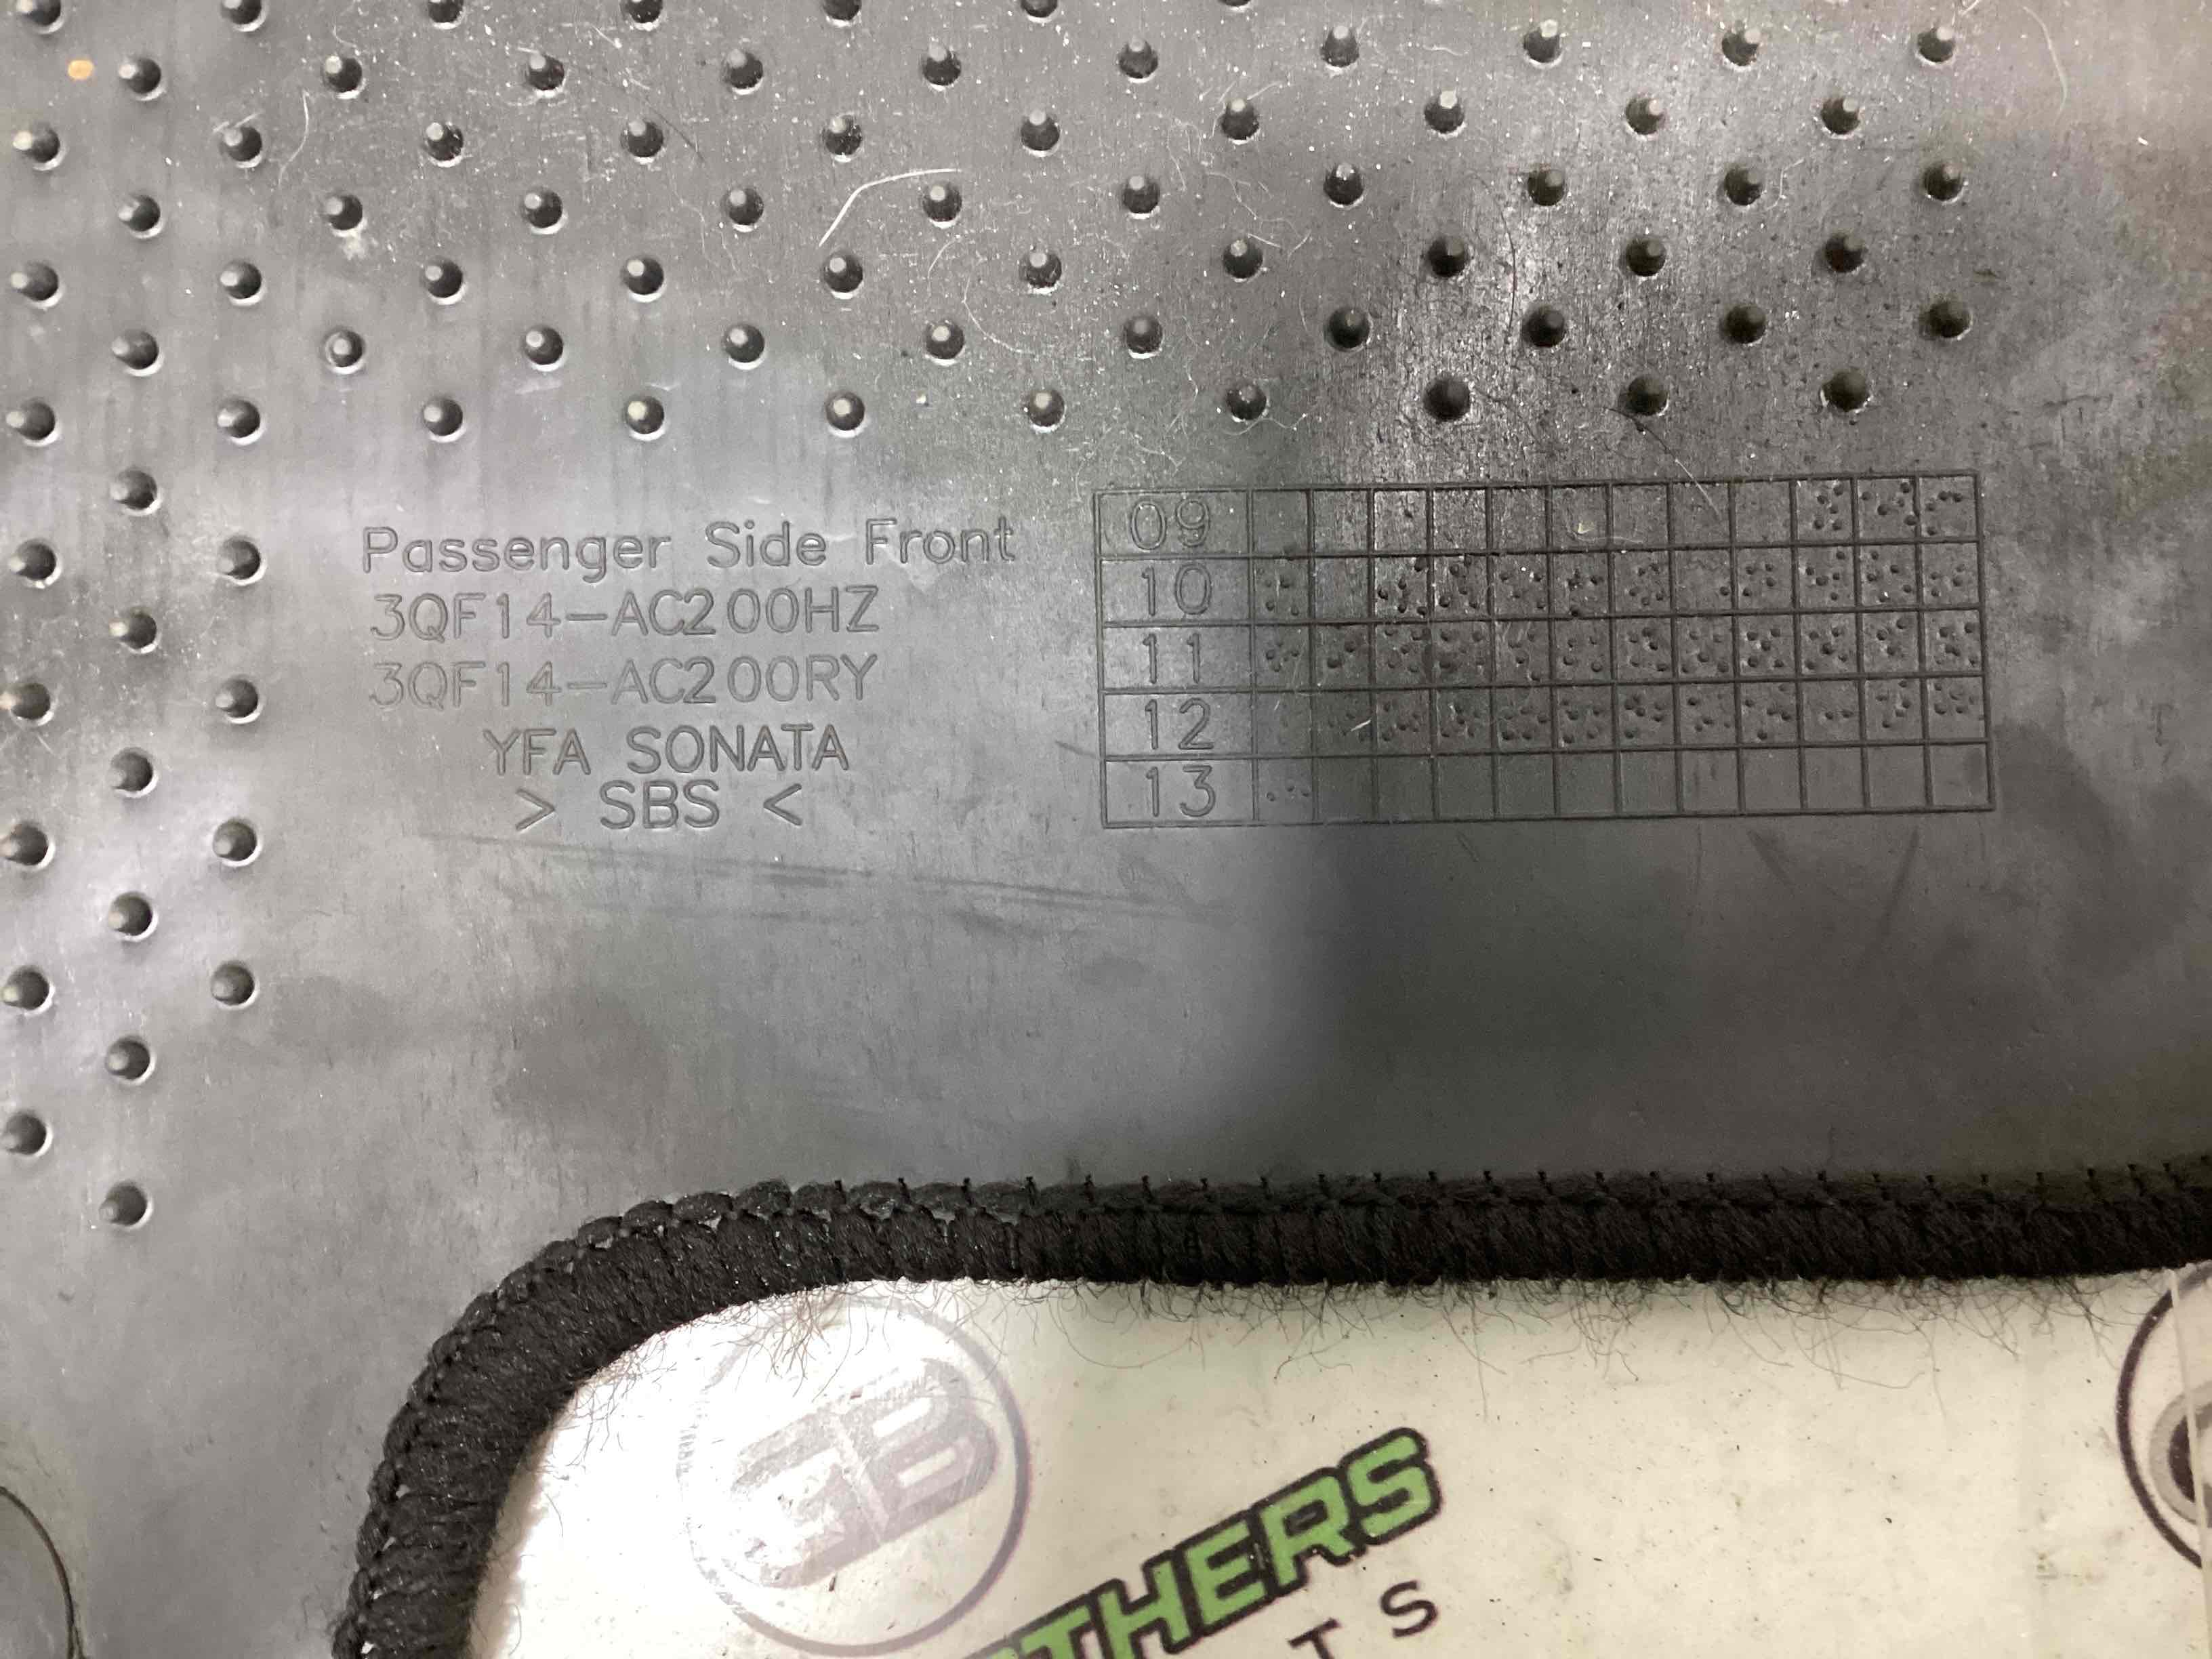 Passenger Side Front
3QF14-AC200HZ
3QF14-AC200RY
YFA SONATA
> SBS <
09
10
11
12
13